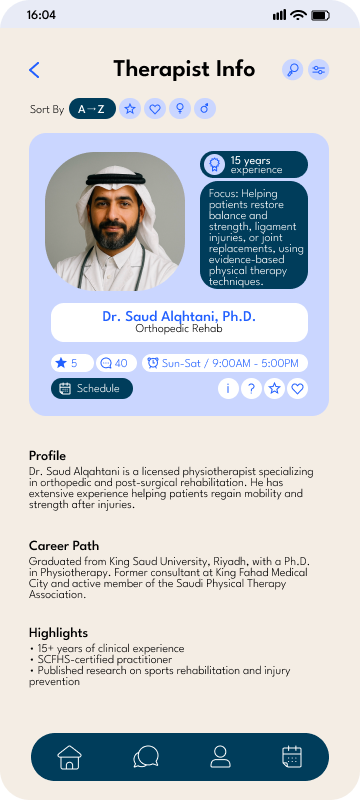 16:04
Therapist Info
Sort By A→Z
15 years
experience
Focus: Helping
patients restore
balance and
strength, ligament
injuries, or joint
replacements, using
evidence-based
physical therapy
techniques.
Dr. Saud Alqhtani, Ph.D.
Orthopedic Rehab
5 40 Sun-Sat / 9:00AM - 5:00PM
Schedule i ?
Profile
Dr. Saud Alqahtani is a licensed physiotherapist specializing
in orthopedic and post-surgical rehabilitation. He has
extensive experience helping patients regain mobility and
strength after injuries.
Career Path
Graduated from King Saud University, Riyadh, with a Ph.D.
in Physiotherapy. Former consultant at King Fahad Medical
City and active member of the Saudi Physical Therapy
Association.
Highlights
• 15+ years of clinical experience
• SCFHS-certified practitioner
• Published research on sports rehabilitation and injury
prevention